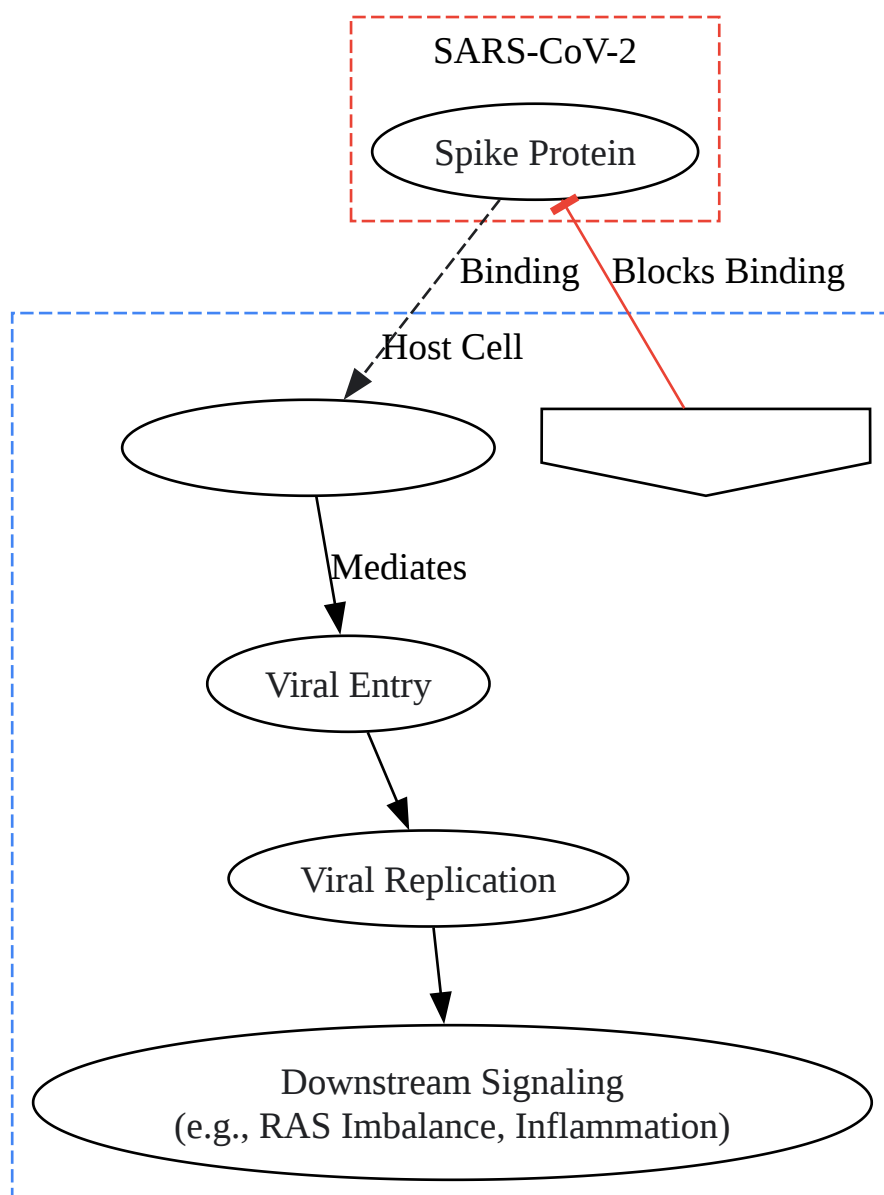 SARS-CoV-2
Spike Protein
Binding
Blocks Binding
Host Cell
Mediates
Viral Entry
Viral Replication
Downstream Signaling
(e.g., RAS Imbalance, Inflammation)